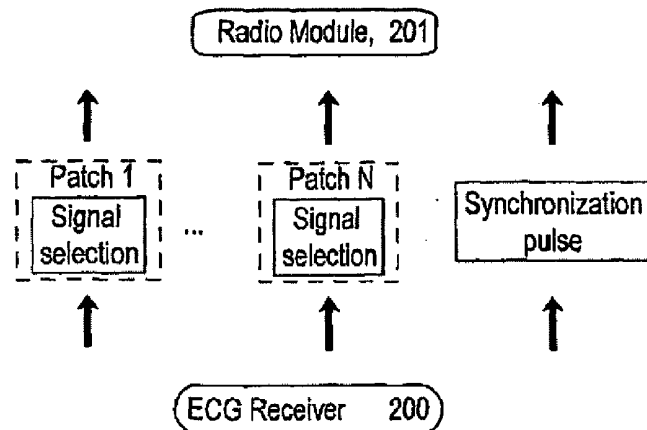 Radio Module, 201
Patch 1
Signal
selection
...
Patch N
Signal
selection
Synchronization
pulse
ECG Receiver 200